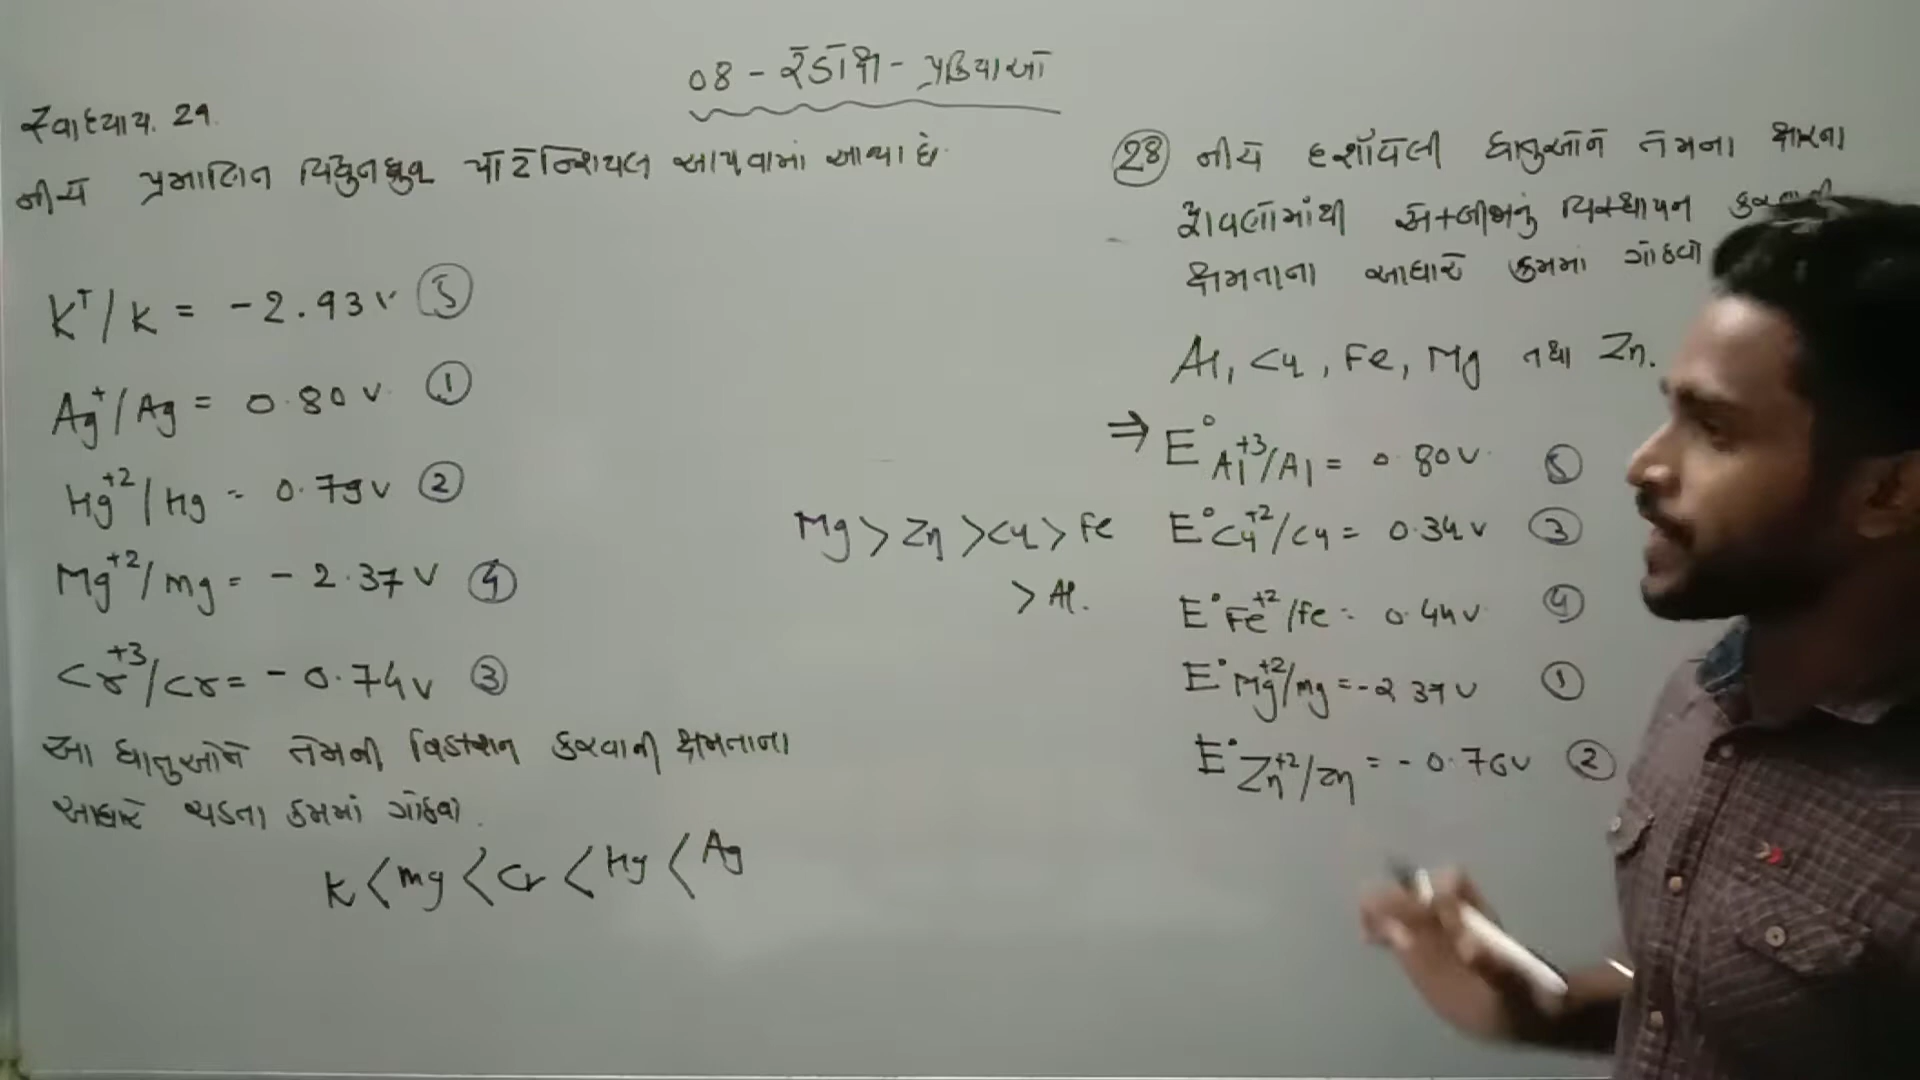 08 - રેડોક્ષ - પ્રક્રિયાઓ
સ્વાધ્યાય. 29.
નીચે પ્રમાણિત વિદ્યુતધ્રુવ પોટેન્શિયલ આપવામાં આવ્યા છે.
K⁺/K = -2.93 V ⑤
Ag⁺/Ag = 0.80 V ①
Hg⁺²/Hg = 0.79 V ②
Mg⁺²/mg = -2.37 V ④
Cr⁺³/Cr = -0.74 V ③
આ ધાતુઓને તેમની રિડક્શન કરવાની ક્ષમતાના
આધારે ચડતા ક્રમમાં ગોઠવો.
K < mg < Cr < Hg < Ag
㉘ નીચે દર્શાવેલી ધાતુઓને તેમના ક્ષારના
દ્રાવણોમાંથી એકબીજાનું વિસ્થાપન
ક્ષમતાના આધારે ક્રમમાં ગોઠવો
Al, Cu, Fe, Mg તથા Zn.
⇒ E° Al⁺³/Al = 0.80 V ⑤
E° Cu⁺²/Cu = 0.34 V ③
E° Fe⁺²/Fe = 0.44 V ④
E° Mg⁺²/mg = -2.37 V ①
E° Zn⁺²/Zn = -0.76 V ②
Mg > Zn > Cu > Fe
> Al.